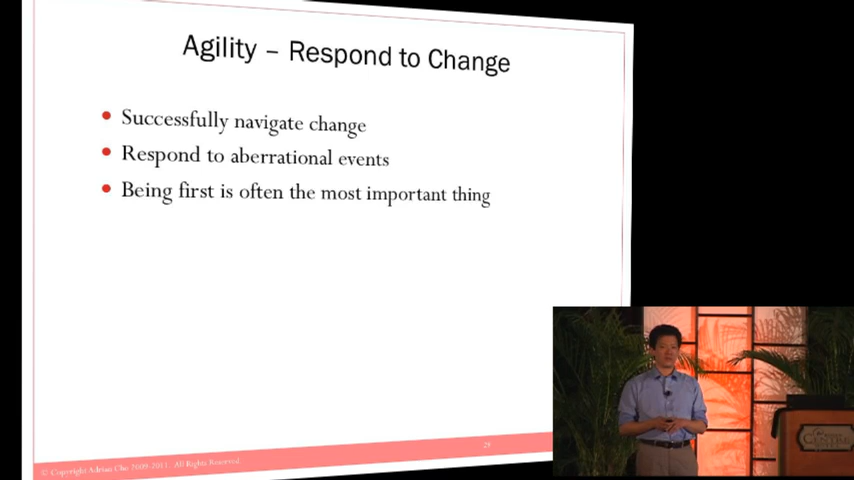 Agility – Respond to Change
Successfully navigate change
Respond to aberrational events
Being first is often the most important thing
© Copyright Adrian Cho 2009-2011. All Rights Reserved.
CENTRE